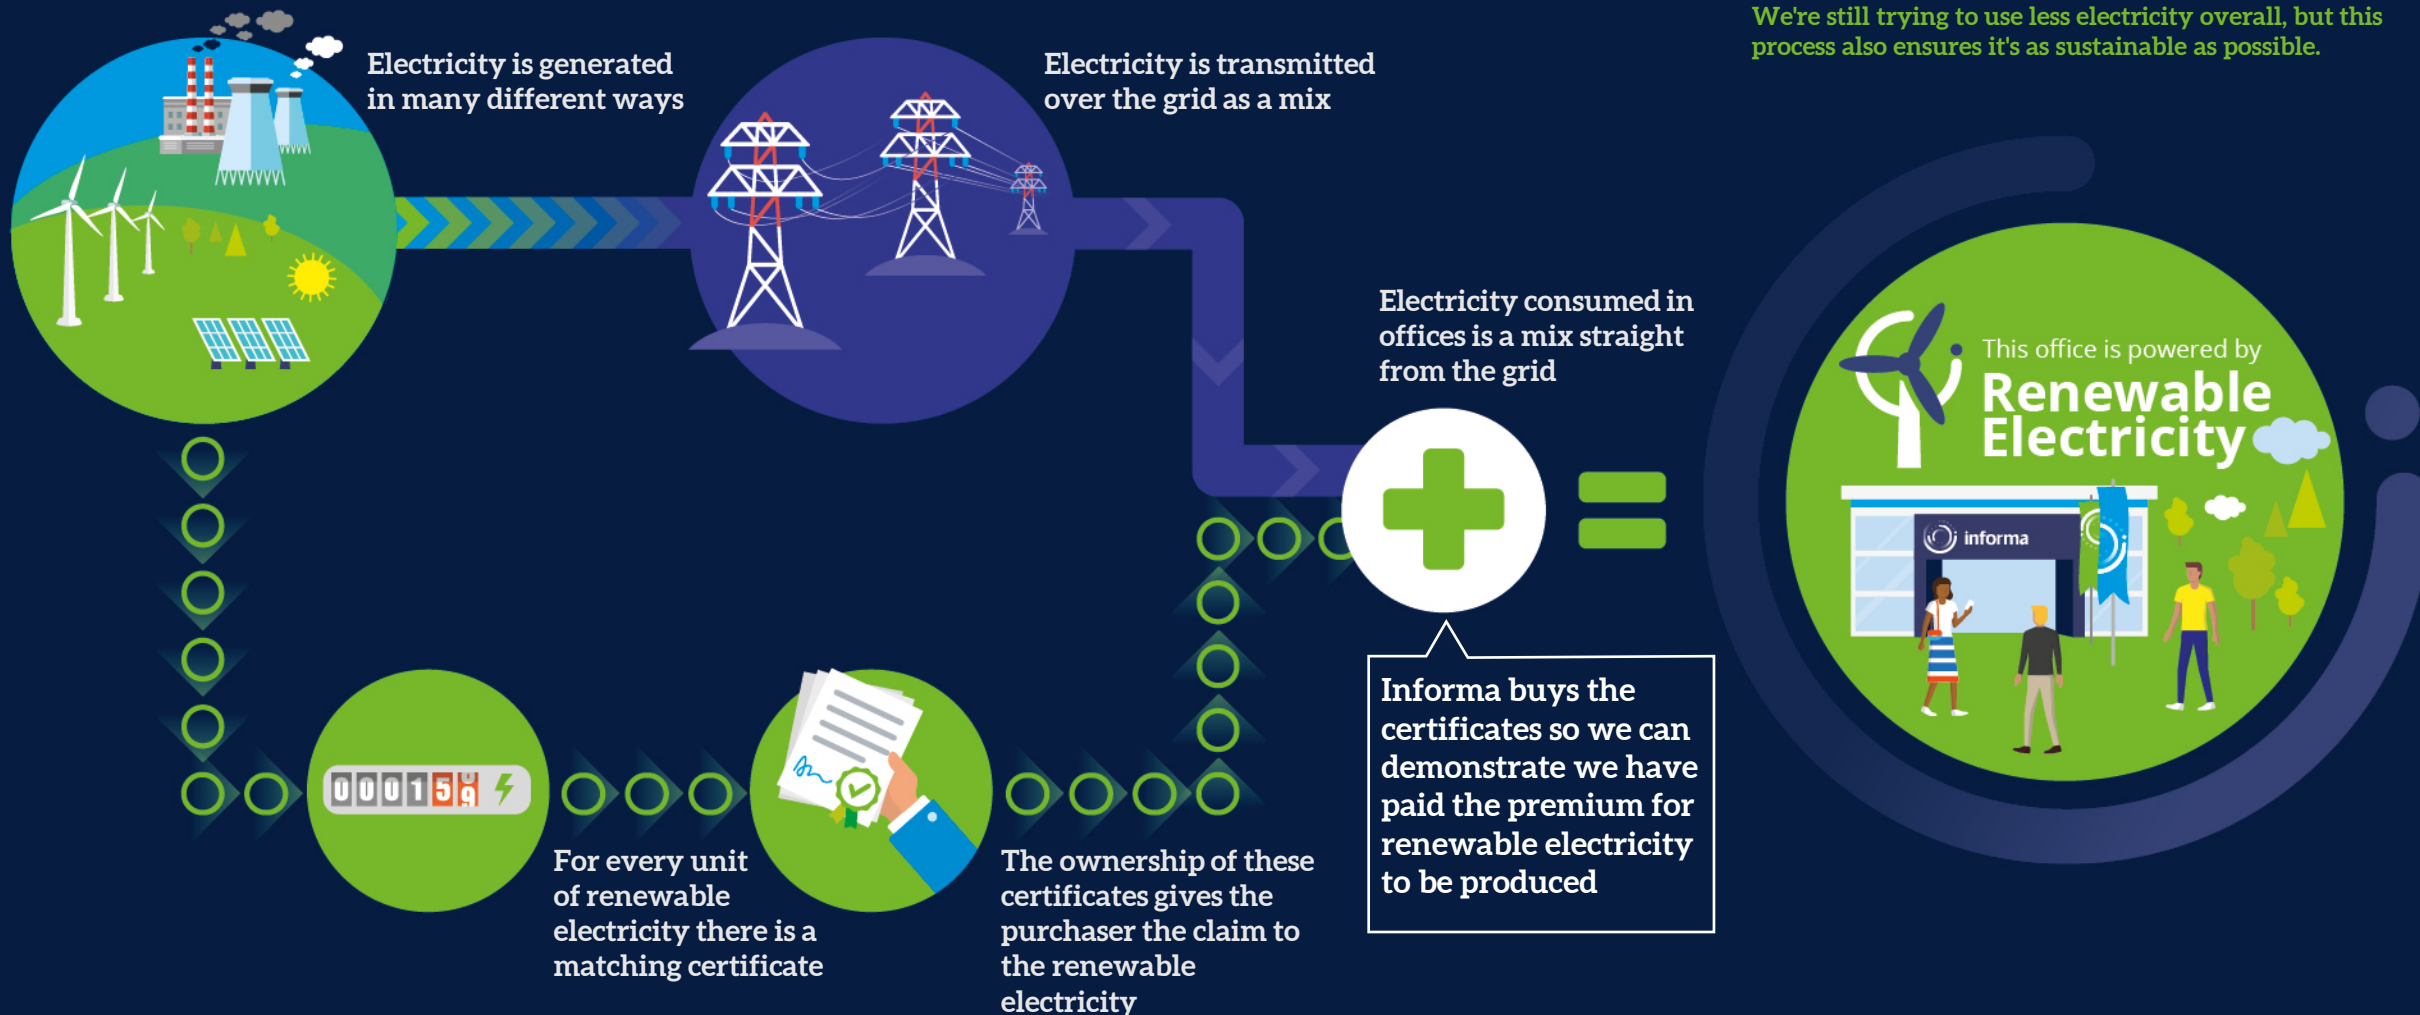 We're still trying to use less electricity overall, but this
process also ensures it's as sustainable as possible.
Electricity is generated
in many different ways
Electricity is transmitted
over the grid as a mix
Electricity consumed in
offices is a mix straight
from the grid
This office is powered by
Renewable
Electricity
informa
Informa buys the
certificates so we can
demonstrate we have
paid the premium for
renewable electricity
to be produced
00015
For every unit
of renewable
electricity there is a
matching certificate
The ownership of these
certificates gives the
purchaser the claim to
the renewable
electricity